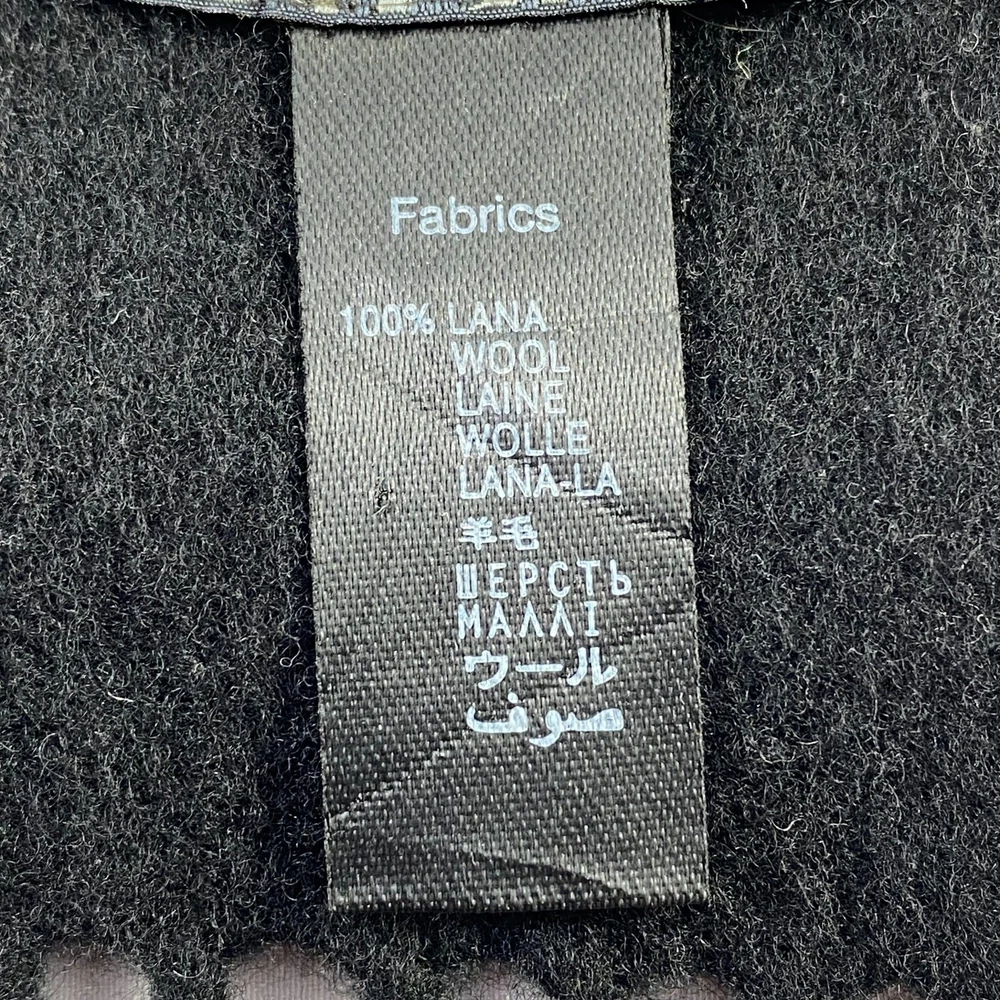 Fabrics
100% LANA
WOOL
LAINE
WOLLE
LANA-LA
羊毛
ШЕРСТЬ
ΜΑΛΛΙ
ウール
صوف